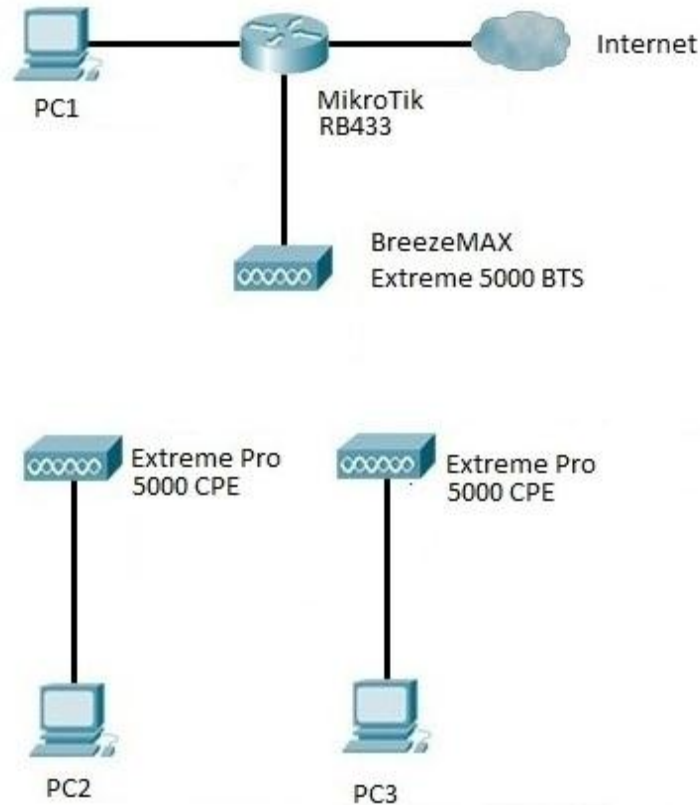 Internet
PC1
MikroTik
RB433
BreezeMAX
Extreme 5000 BTS
Extreme Pro
5000 CPE
Extreme Pro
5000 CPE
PC2
PC3